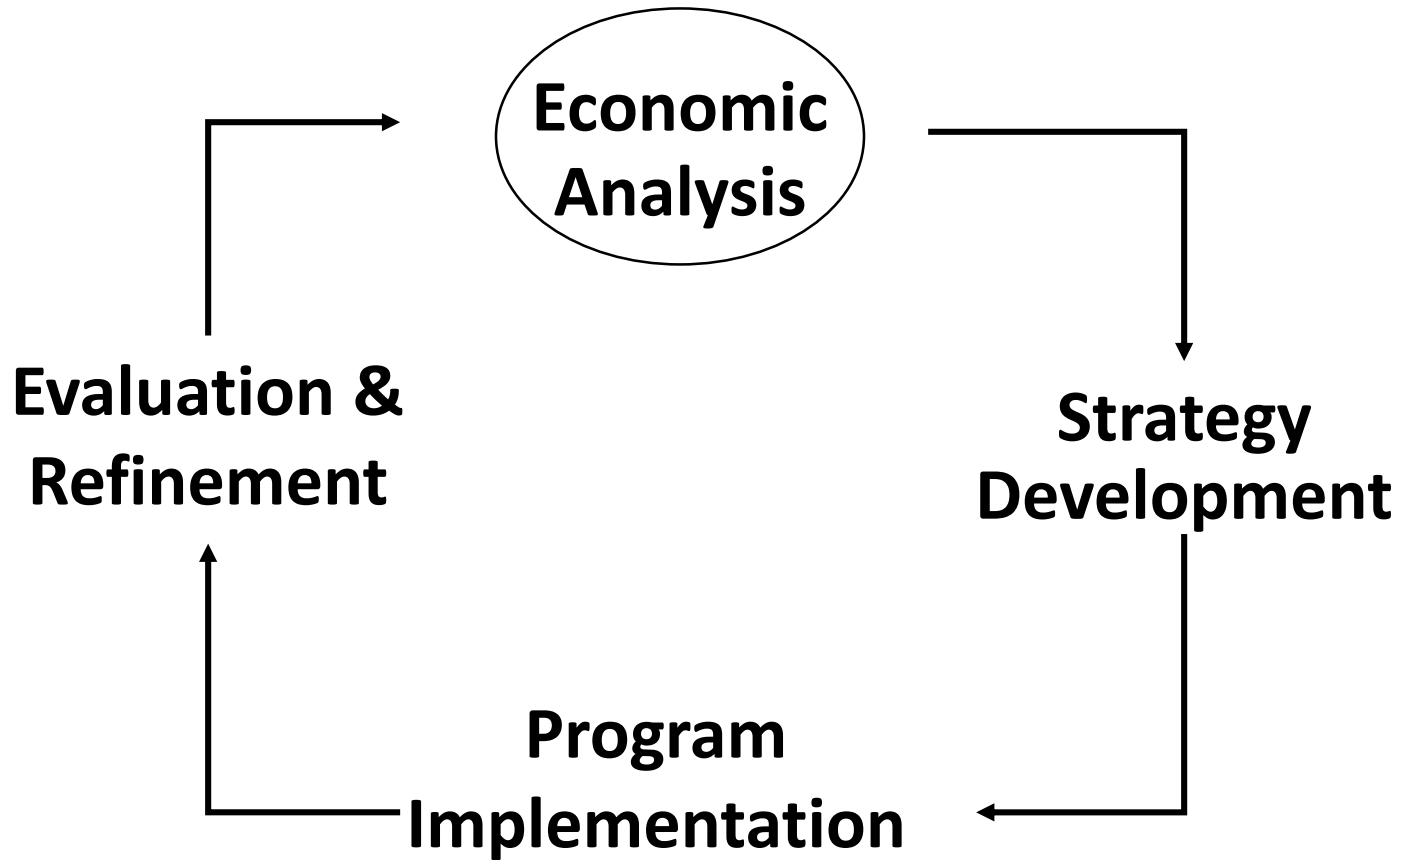 Economic
Analysis
Strategy
Development
Program
Implementation
Evaluation &
Refinement